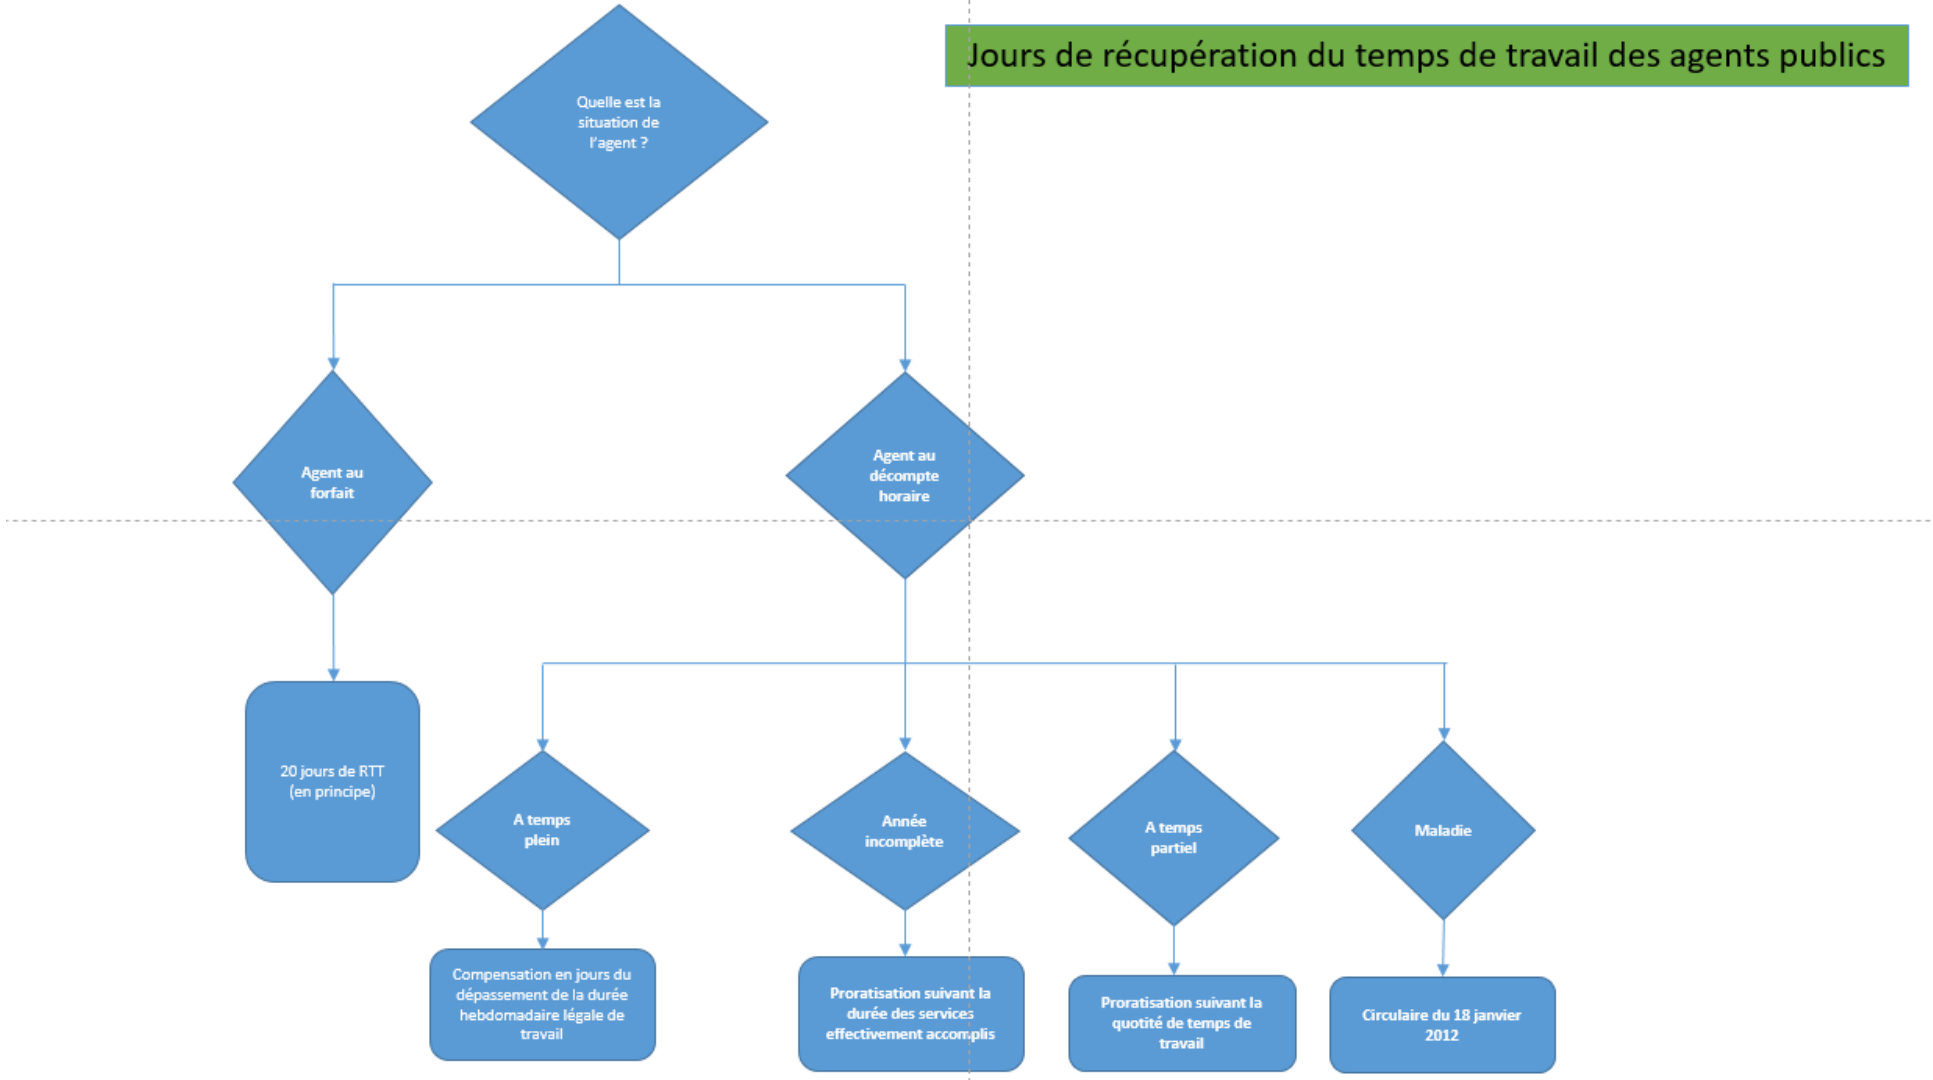 Jours de récupération du temps de travail des agents publics
Quelle est la
situation de
l'agent ?
Agent au
forfait
Agent au
décompte
horaire
20 jours de RTT
(en principe)
A temps
plein
Année
incomplète
A temps
partiel
Maladie
Compensation en jours du
dépassement de la durée
hebdomadaire légale de
travail
Proratisation suivant la
durée des services
effectivement accomplis
Proratisation suivant la
quotité de temps de
travail
Circulaire du 18 janvier
2012